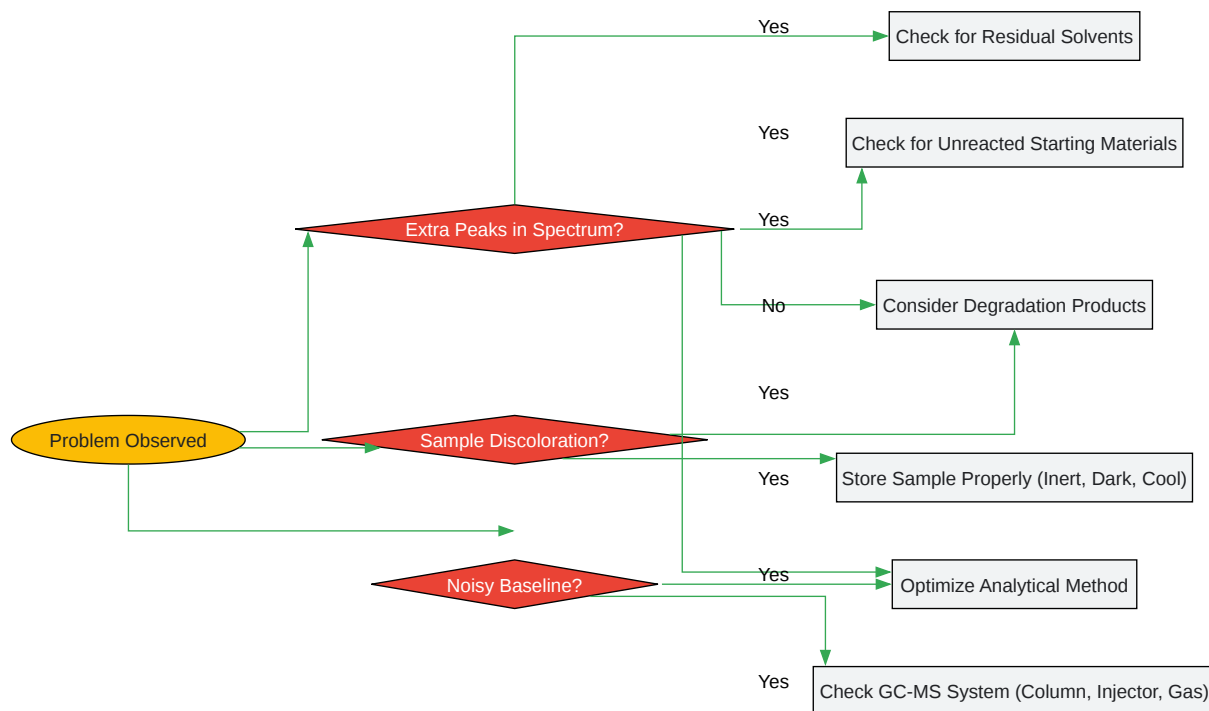 Yes
Check for Residual Solvents
Yes
Check for Unreacted Starting Materials
Yes
Extra Peaks in Spectrum?
No
Consider Degradation Products
Yes
Problem Observed
Sample Discoloration?
Yes
Store Sample Properly (Inert, Dark, Cool)
Yes
Noisy Baseline?
Optimize Analytical Method
Yes
Check GC-MS System (Column, Injector, Gas)